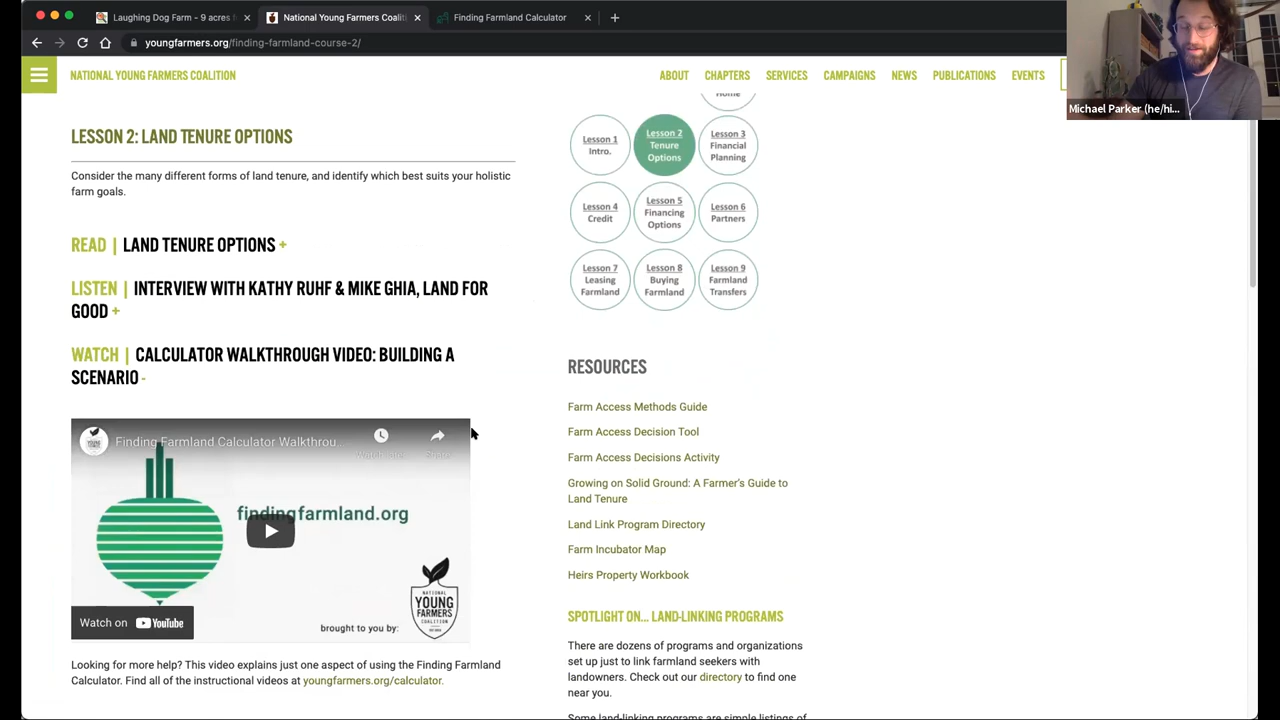 Laughing Dog Farm - 9 acres f
National Young Farmers Coaliti
Finding Farmland Calculator
youngfarmers.org/finding-farmland-course-2/
NATIONAL YOUNG FARMERS COALITION
ABOUT CHAPTERS SERVICES CAMPAIGNS NEWS PUBLICATIONS EVENTS
Michael Parker (he/hi...
LESSON 2: LAND TENURE OPTIONS
Consider the many different forms of land tenure, and identify which best suits your holistic
farm goals.
READ | LAND TENURE OPTIONS +
LISTEN | INTERVIEW WITH KATHY RUHF & MIKE GHIA, LAND FOR
GOOD +
WATCH | CALCULATOR WALKTHROUGH VIDEO: BUILDING A
SCENARIO -
Finding Farmland Calculator Walkthrou...
Share
findingfarmland.org
NATIONAL
YOUNG
FARMERS
COALITION
brought to you by:
Watch on YouTube
Looking for more help? This video explains just one aspect of using the Finding Farmland
Calculator. Find all of the instructional videos at youngfarmers.org/calculator.
Home
Lesson 1
Intro.
Lesson 2
Tenure
Options
Lesson 3
Financial
Planning
Lesson 4
Credit
Lesson 5
Financing
Options
Lesson 6
Partners
Lesson 7
Leasing
Farmland
Lesson 8
Buying
Farmland
Lesson 9
Farmland
Transfers
RESOURCES
Farm Access Methods Guide
Farm Access Decision Tool
Farm Access Decisions Activity
Growing on Solid Ground: A Farmer's Guide to
Land Tenure
Land Link Program Directory
Farm Incubator Map
Heirs Property Workbook
SPOTLIGHT ON... LAND-LINKING PROGRAMS
There are dozens of programs and organizations
set up just to link farmland seekers with
landowners. Check out our directory to find one
near you.
Some land-linking programs are simple listings of